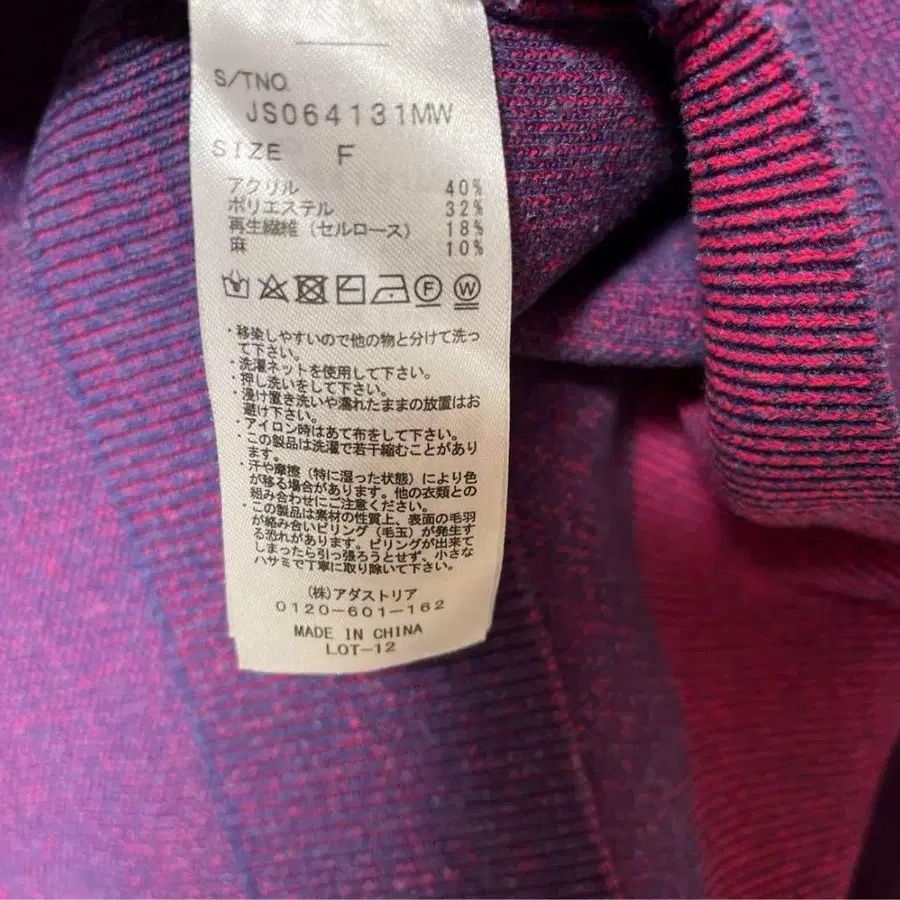 S/TNO.
JS064131MW
SIZE F
アクリル 40%
ポリエステル 32%
再生繊維(セルロース) 18%
麻 10%
F W
・移染しやすいので他の物と分けて洗っ
て下さい。
・洗濯ネットを使用して下さい。
・押し洗いをして下さい。
・浸け置き洗いや濡れたままの放置はお
避け下さい。
・アイロン時はあて布をして下さい。
・この製品は洗濯で若干縮むことがあり
ます。
・汗や摩擦(特に湿った状態)により色
が移る場合があります。他の衣類との
組み合わせにご注意ください。
・この製品は素材の性質上、表面の毛羽
が絡み合いピリング(毛玉)が発生す
る恐れがあります。ピリングが出来て
しまったら引っ張ろうとせず、小さな
ハサミで丁寧に取り除いて下さい。
(株)アダストリア
0120-601-162
MADE IN CHINA
LOT-12